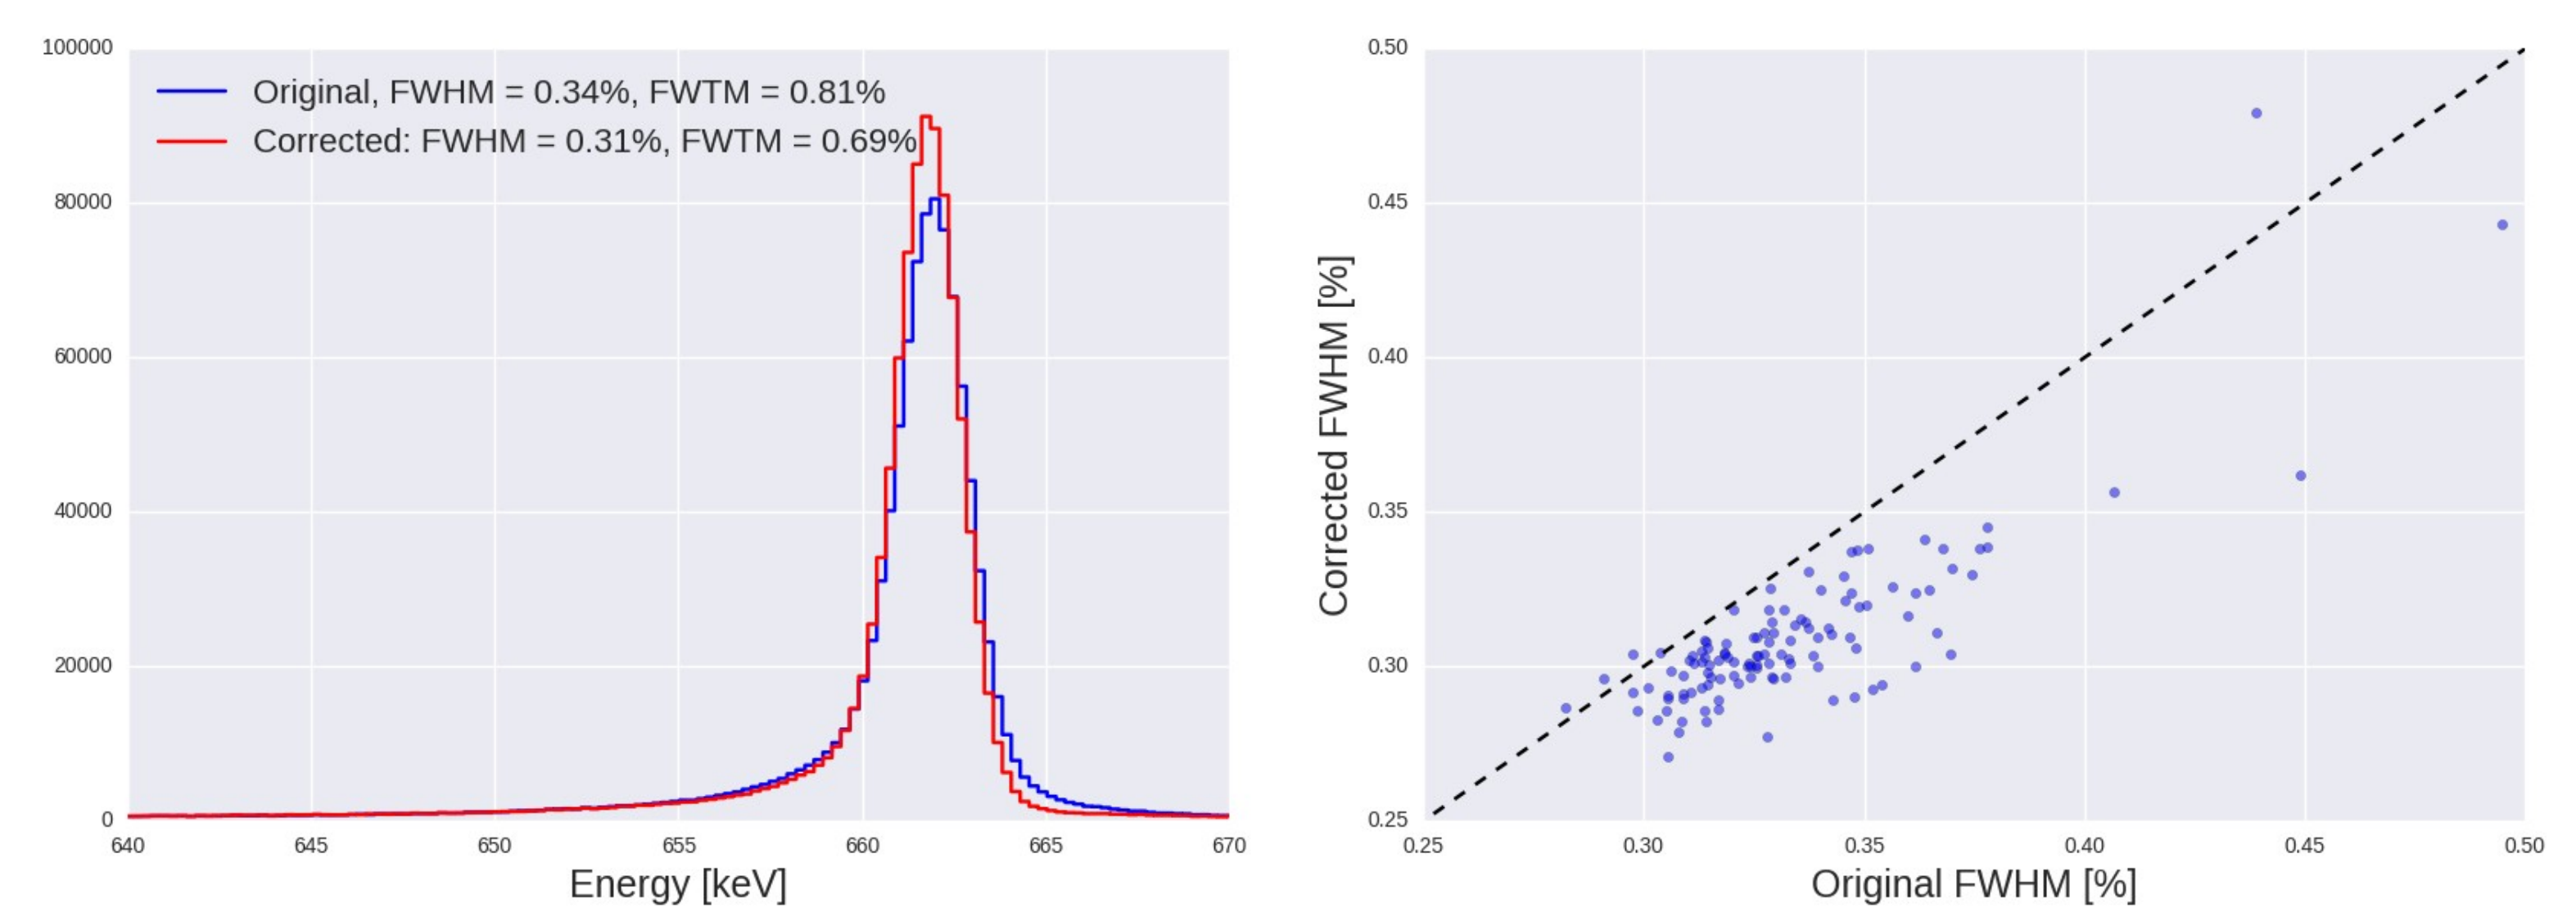 100000
80000
60000
40000
20000
0
Original, FWHM = 0.34%, FWTM = 0.81%
Corrected: FWHM = 0.31%, FWTM = 0.69%
640 645 650 655 660 665 670
Energy [keV]
Corrected FWHM [%]
0.50
0.45
0.40
0.35
0.30
0.25
0.25 0.30 0.35 0.40 0.45 0.50
Original FWHM [%]